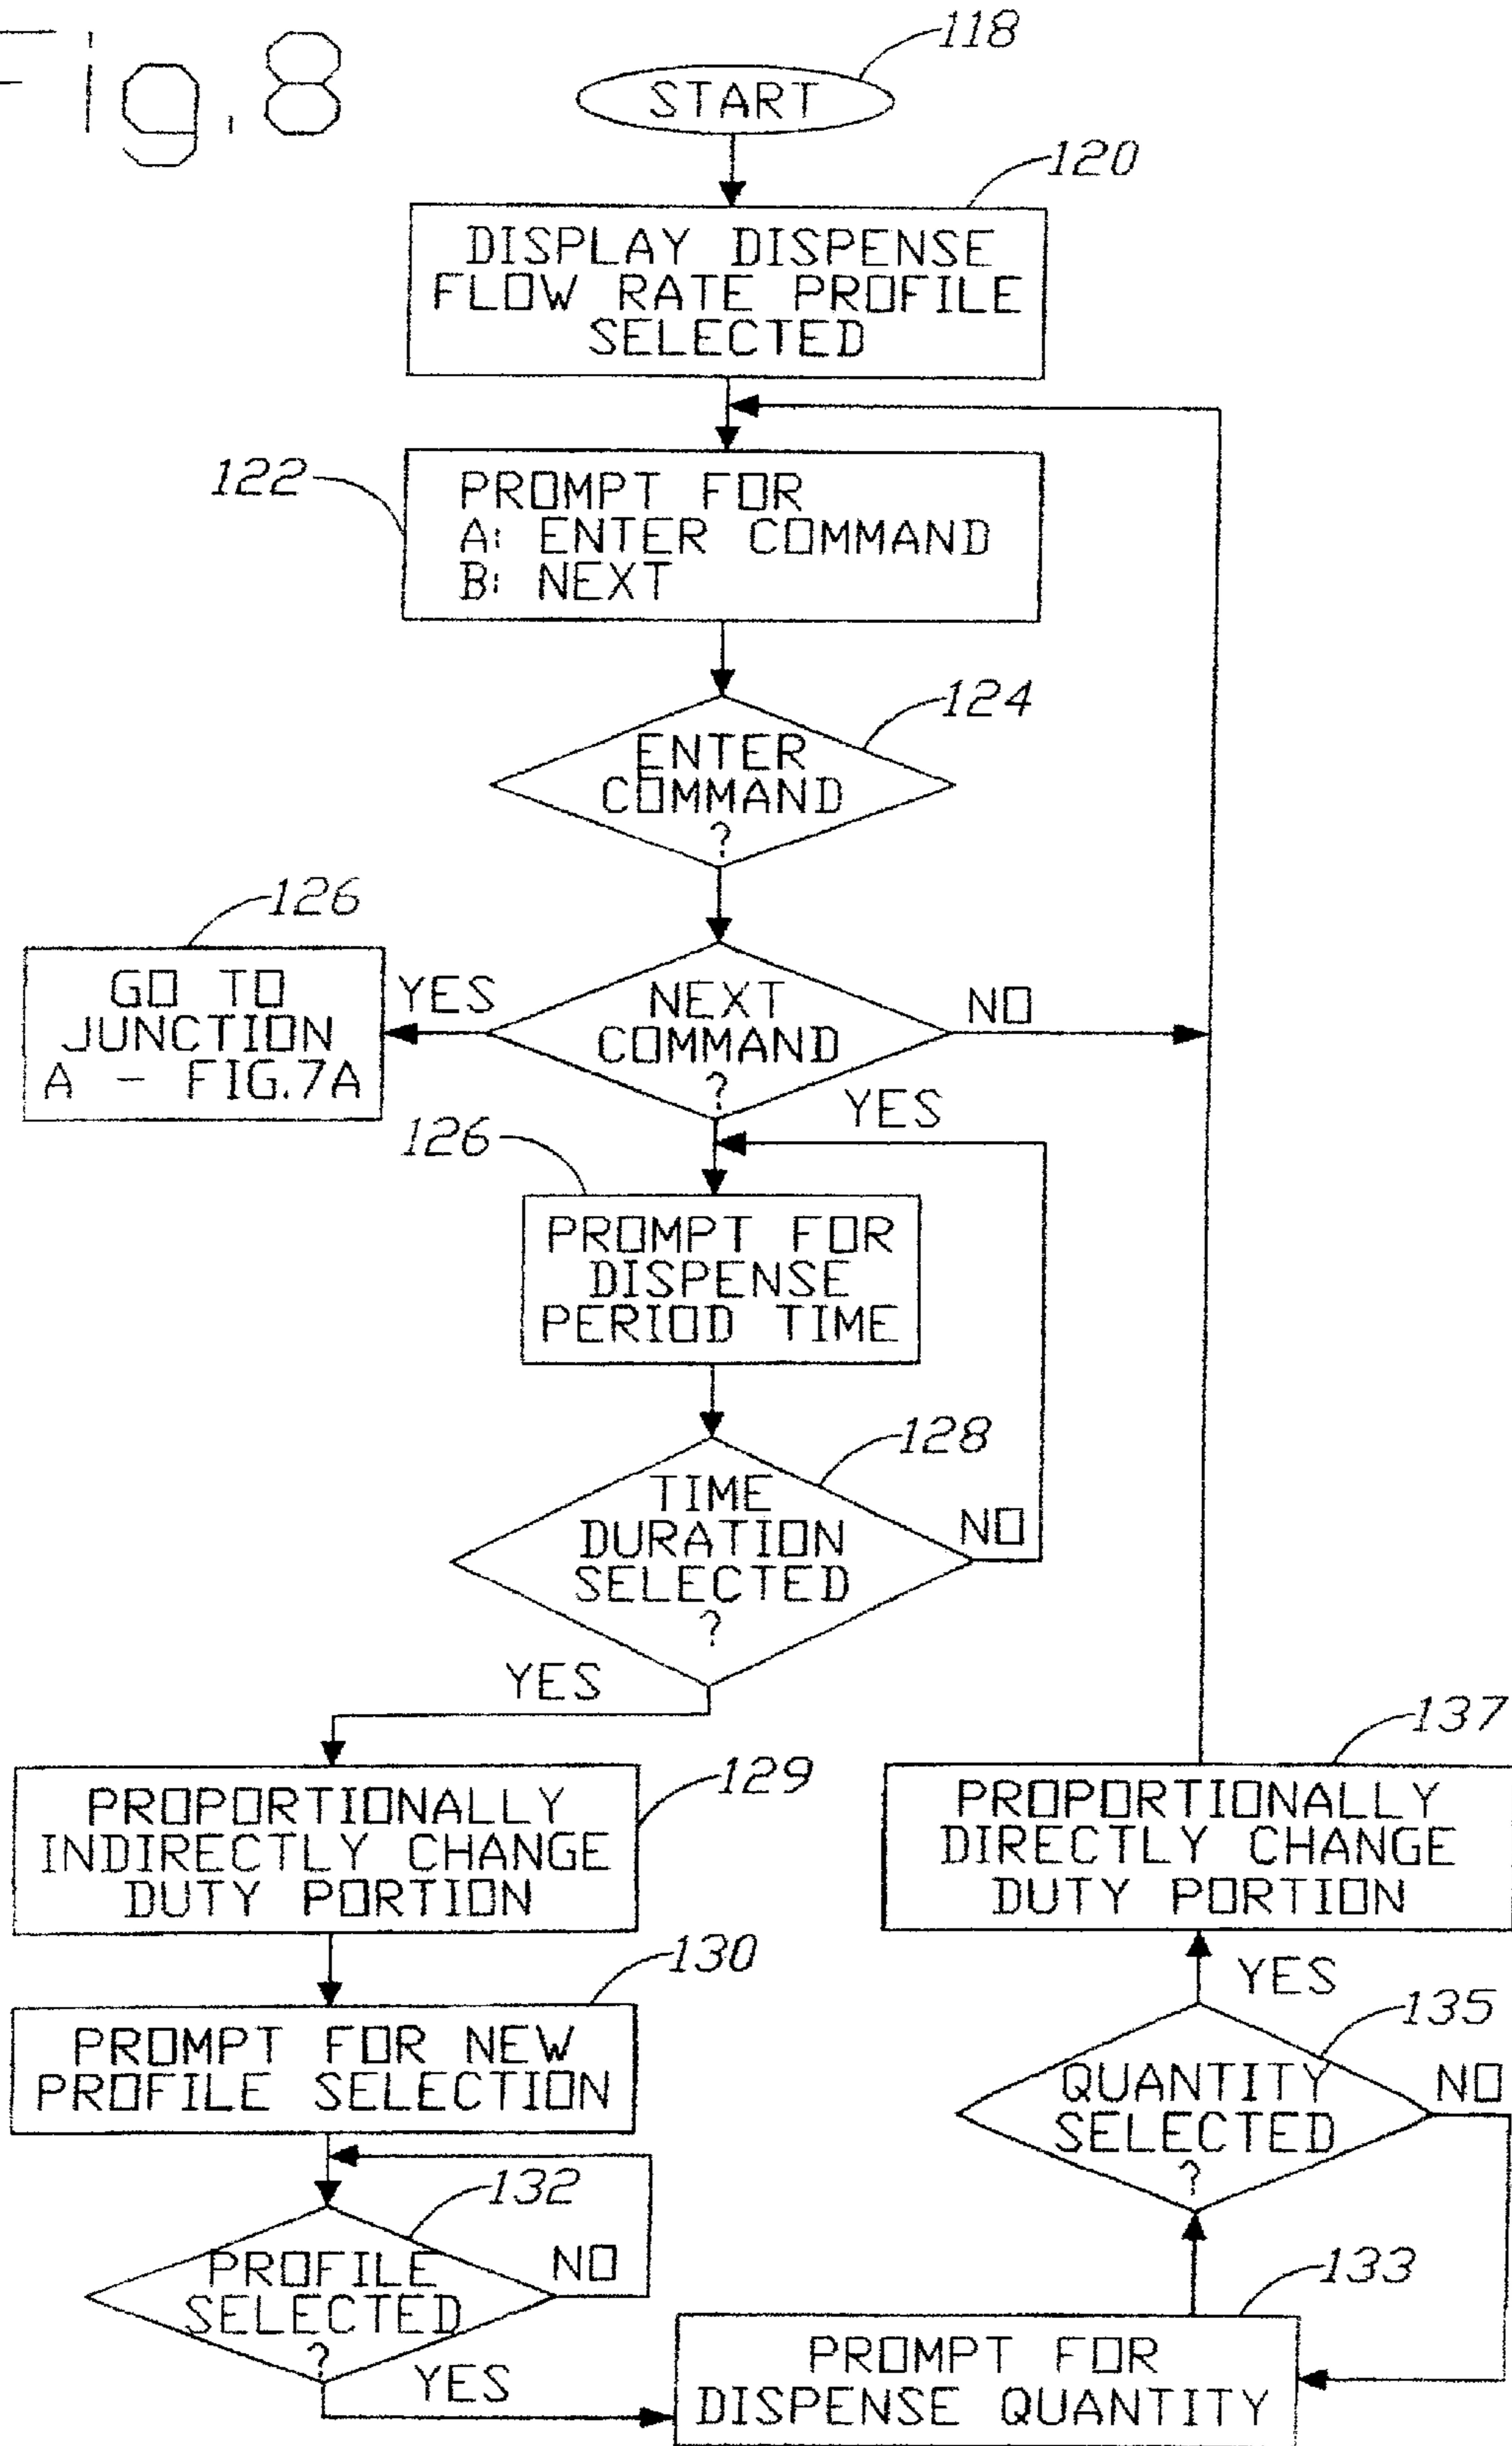 Fig.8
118
START
120
DISPLAY DISPENSE
FLOW RATE PROFILE
SELECTED
122
PROMPT FOR
A: ENTER COMMAND
B: NEXT
124
ENTER
COMMAND
?
126
GO TO
JUNCTION
A - FIG.7A
YES
NEXT
COMMAND
?
NO
YES
126
PROMPT FOR
DISPENSE
PERIOD TIME
128
TIME
DURATION
SELECTED
?
NO
YES
129
PROPORTIONALLY
INDIRECTLY CHANGE
DUTY PORTION
130
PROMPT FOR NEW
PROFILE SELECTION
132
PROFILE
SELECTED
?
NO
YES
133
PROMPT FOR
DISPENSE QUANTITY
135
QUANTITY
SELECTED
?
NO
YES
137
PROPORTIONALLY
DIRECTLY CHANGE
DUTY PORTION